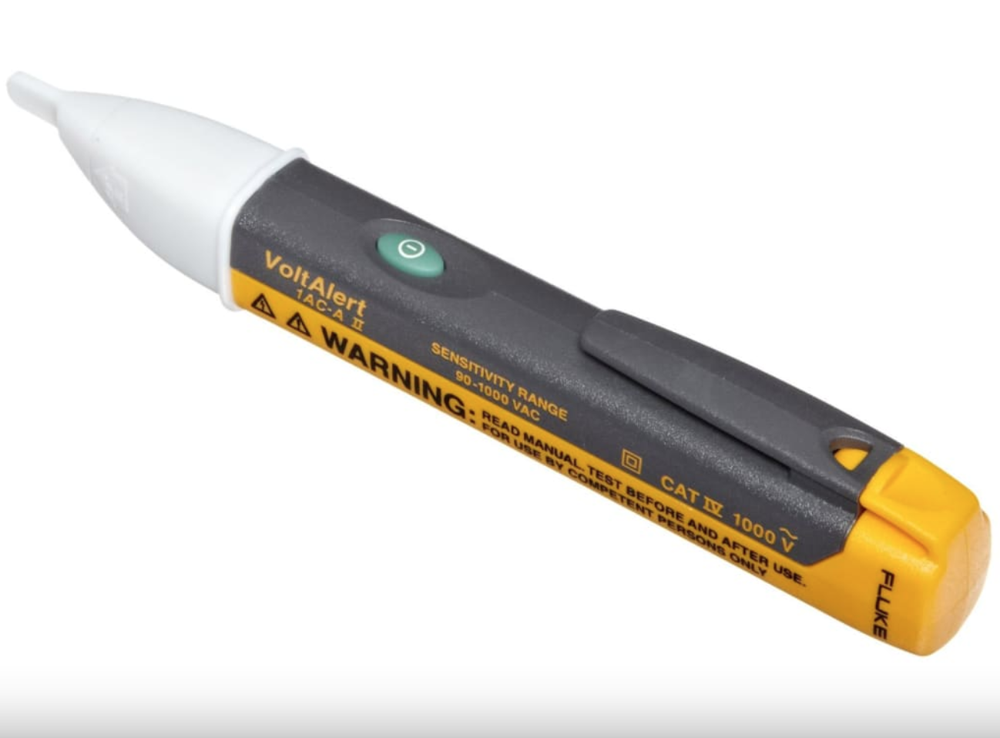 VoltAlert
1AC-A II
WARNING:
SENSITIVITY RANGE
90-1000 VAC
READ MANUAL. TEST BEFORE AND AFTER USE.
FOR USE BY COMPETENT PERSONS ONLY
CAT IV 1000 V
FLUKE